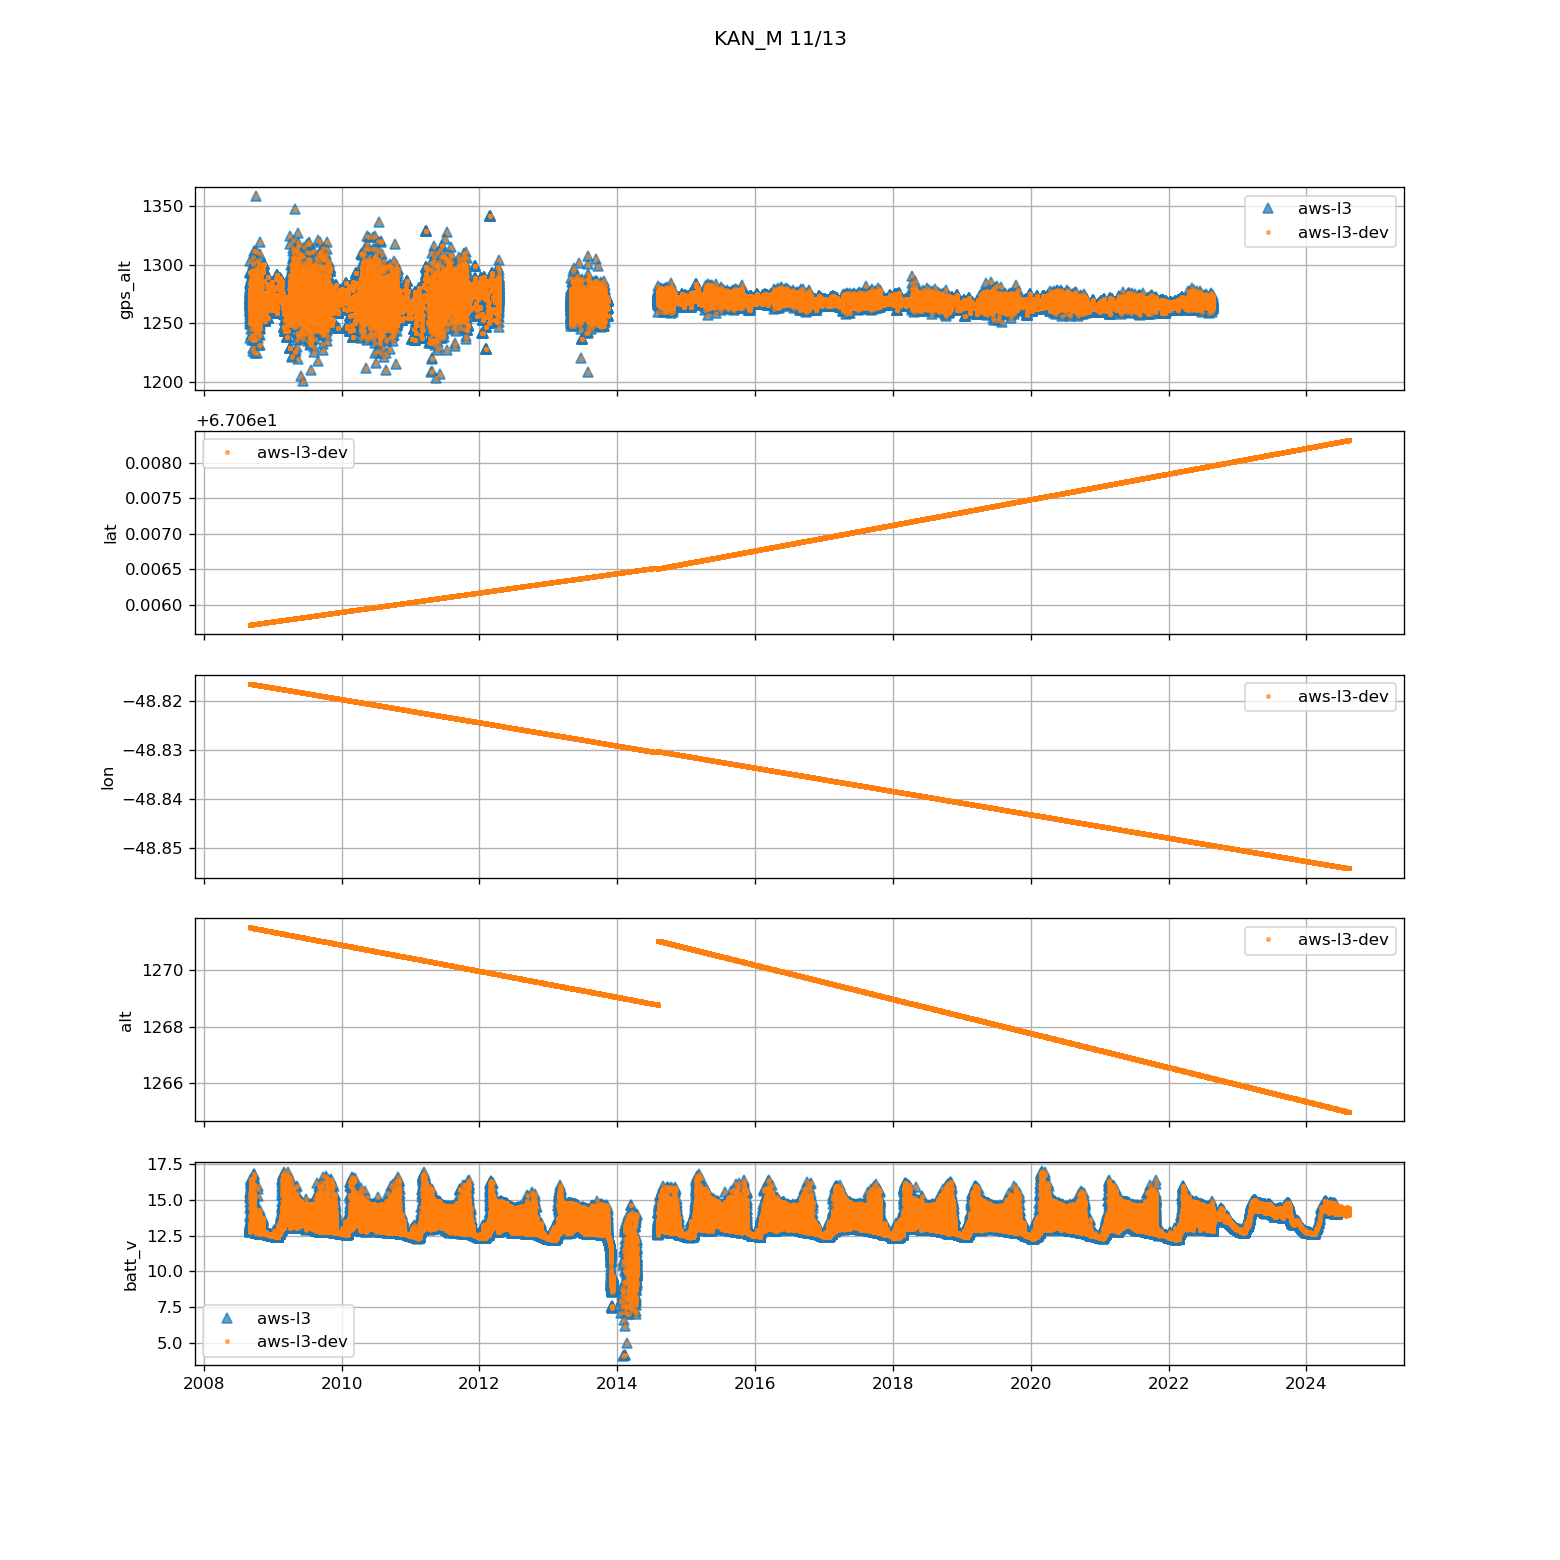 KAN_M 11/13
1350
1300
1250
1200
gps_alt
aws-l3
aws-l3-dev
+6.706e1
0.0080
0.0075
0.0070
0.0065
0.0060
lat
aws-l3-dev
−48.82
−48.83
−48.84
−48.85
lon
aws-l3-dev
1270
1268
1266
alt
aws-l3-dev
17.5
15.0
12.5
10.0
7.5
5.0
batt_v
aws-l3
aws-l3-dev
2008 2010 2012 2014 2016 2018 2020 2022 2024